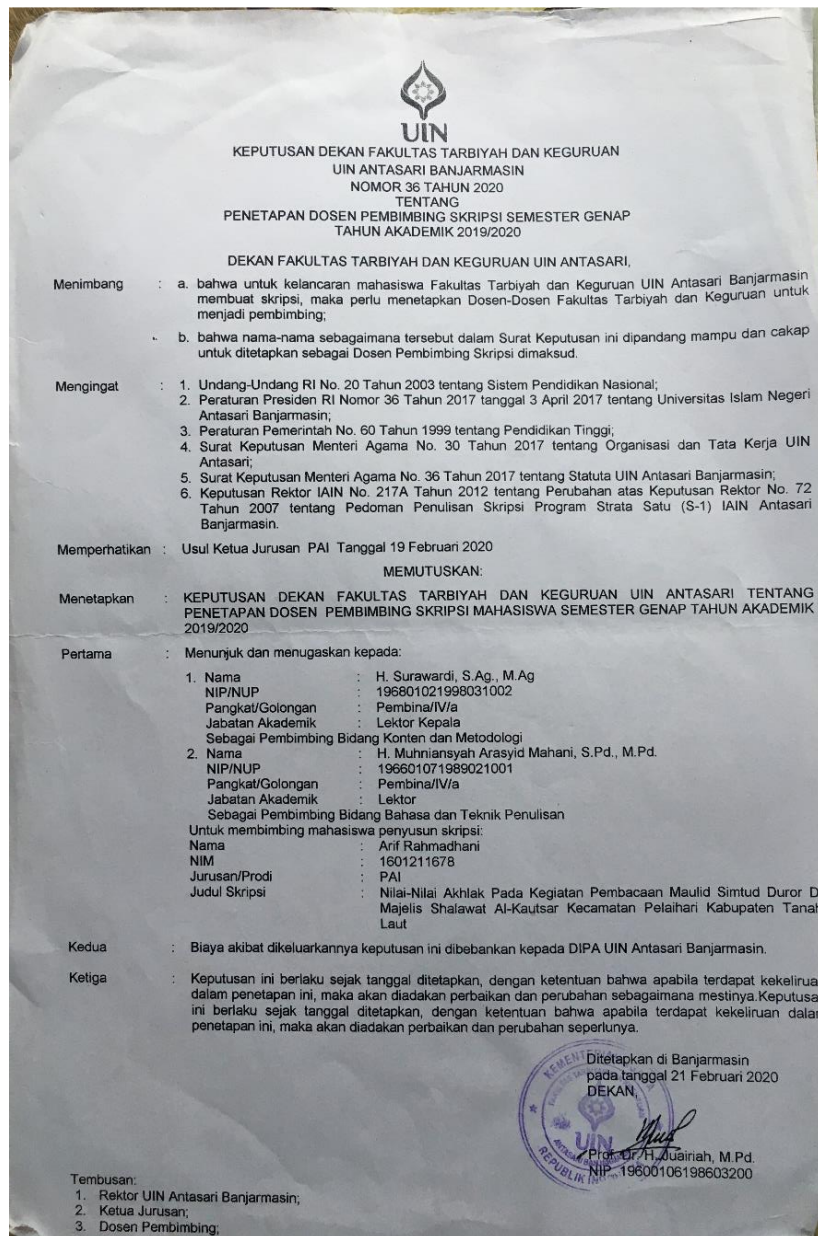 UIN
KEPUTUSAN DEKAN FAKULTAS TARBIYAH DAN KEGURUAN
UIN ANTASARI BANJARMASIN
NOMOR 36 TAHUN 2020
TENTANG
PENETAPAN DOSEN PEMBIMBING SKRIPSI SEMESTER GENAP
TAHUN AKADEMIK 2019/2020
DEKAN FAKULTAS TARBIYAH DAN KEGURUAN UIN ANTASARI,
Menimbang : a. bahwa untuk kelancaran mahasiswa Fakultas Tarbiyah dan Keguruan UIN Antasari Banjarmasin
membuat skripsi, maka perlu menetapkan Dosen-Dosen Fakultas Tarbiyah dan Keguruan untuk
menjadi pembimbing;
b. bahwa nama-nama sebagaimana tersebut dalam Surat Keputusan ini dipandang mampu dan cakap
untuk ditetapkan sebagai Dosen Pembimbing Skripsi dimaksud.
Mengingat : 1. Undang-Undang RI No. 20 Tahun 2003 tentang Sistem Pendidikan Nasional;
2. Peraturan Presiden RI Nomor 36 Tahun 2017 tanggal 3 April 2017 tentang Universitas Islam Negeri
Antasari Banjarmasin;
3. Peraturan Pemerintah No. 60 Tahun 1999 tentang Pendidikan Tinggi;
4. Surat Keputusan Menteri Agama No. 30 Tahun 2017 tentang Organisasi dan Tata Kerja UIN
Antasari;
5. Surat Keputusan Menteri Agama No. 36 Tahun 2017 tentang Statuta UIN Antasari Banjarmasin;
6. Keputusan Rektor IAIN No. 217A Tahun 2012 tentang Perubahan atas Keputusan Rektor No. 72
Tahun 2007 tentang Pedoman Penulisan Skripsi Program Strata Satu (S-1) IAIN Antasari
Banjarmasin.
Memperhatikan : Usul Ketua Jurusan PAI Tanggal 19 Februari 2020
MEMUTUSKAN:
Menetapkan : KEPUTUSAN DEKAN FAKULTAS TARBIYAH DAN KEGURUAN UIN ANTASARI TENTANG
PENETAPAN DOSEN PEMBIMBING SKRIPSI MAHASISWA SEMESTER GENAP TAHUN AKADEMIK
2019/2020
Pertama : Menunjuk dan menugaskan kepada:
1. Nama : H. Surawardi, S.Ag., M.Ag
NIP/NUP : 196801021998031002
Pangkat/Golongan : Pembina/IV/a
Jabatan Akademik : Lektor Kepala
Sebagai Pembimbing Bidang Konten dan Metodologi
2. Nama : H. Muhniansyah Arasyid Mahani, S.Pd., M.Pd.
NIP/NUP : 196601071989021001
Pangkat/Golongan : Pembina/IV/a
Jabatan Akademik : Lektor
Sebagai Pembimbing Bidang Bahasa dan Teknik Penulisan
Untuk membimbing mahasiswa penyusun skripsi:
Nama : Arif Rahmadhani
NIM : 1601211678
Jurusan/Prodi : PAI
Judul Skripsi : Nilai-Nilai Akhlak Pada Kegiatan Pembacaan Maulid Simtud Duror D
Majelis Shalawat Al-Kautsar Kecamatan Pelaihari Kabupaten Tanah
Laut
Kedua : Biaya akibat dikeluarkannya keputusan ini dibebankan kepada DIPA UIN Antasari Banjarmasin.
Ketiga : Keputusan ini berlaku sejak tanggal ditetapkan, dengan ketentuan bahwa apabila terdapat kekelirua
dalam penetapan ini, maka akan diadakan perbaikan dan perubahan sebagaimana mestinya.Keputusa
ini berlaku sejak tanggal ditetapkan, dengan ketentuan bahwa apabila terdapat kekeliruan dalam
penetapan ini, maka akan diadakan perbaikan dan perubahan seperlunya.
Ditetapkan di Banjarmasin
pada tanggal 21 Februari 2020
DEKAN,
UIN
Prof. Dr. H. Juairiah, M.Pd.
NIP. 19600106198603200
Tembusan:
1. Rektor UIN Antasari Banjarmasin;
2. Ketua Jurusan;
3. Dosen Pembimbing;